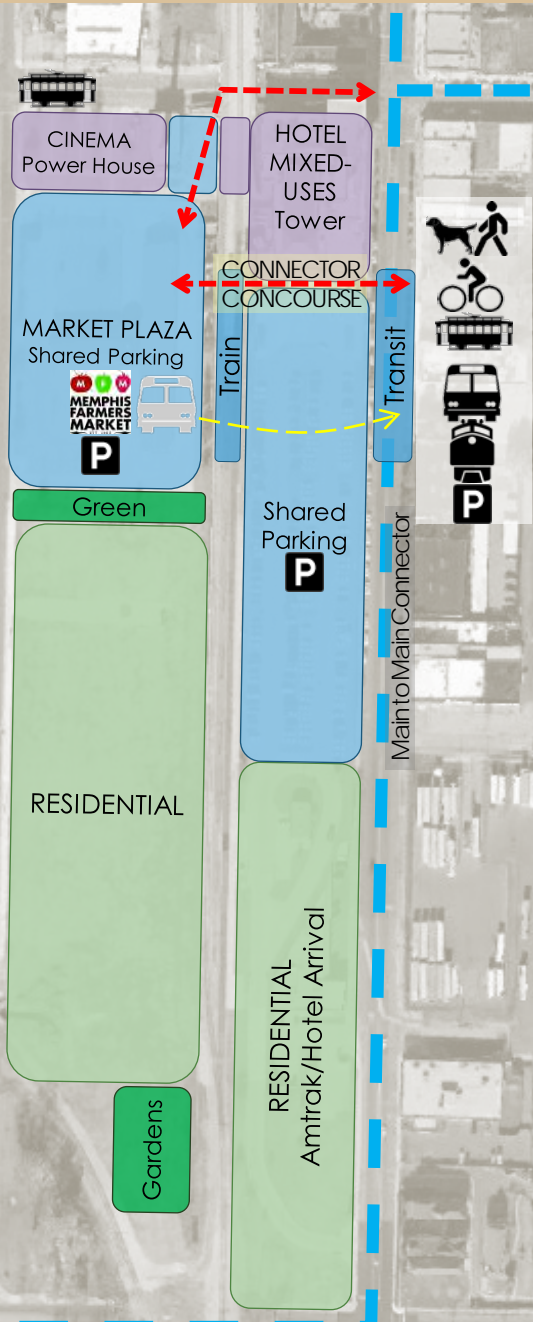 CINEMA
Power House
HOTEL
MIXED-
USES
Tower
CONNECTOR
CONCOURSE
MARKET PLAZA
Shared Parking
M F M
MEMPHIS
FARMERS
MARKET
P
Train
Transit
P
Green
Shared
Parking
P
Main to Main Connector
RESIDENTIAL
RESIDENTIAL
Amtrak/Hotel Arrival
Gardens